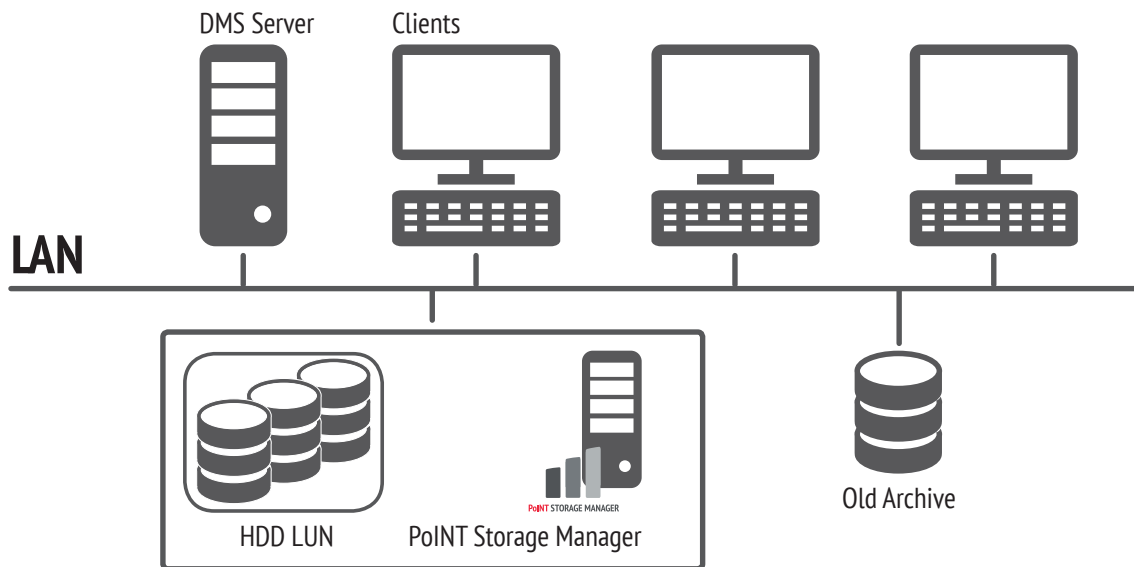 DMS Server
Clients
LAN
PoINT STORAGE MANAGER
HDD LUN
PoINT Storage Manager
Old Archive